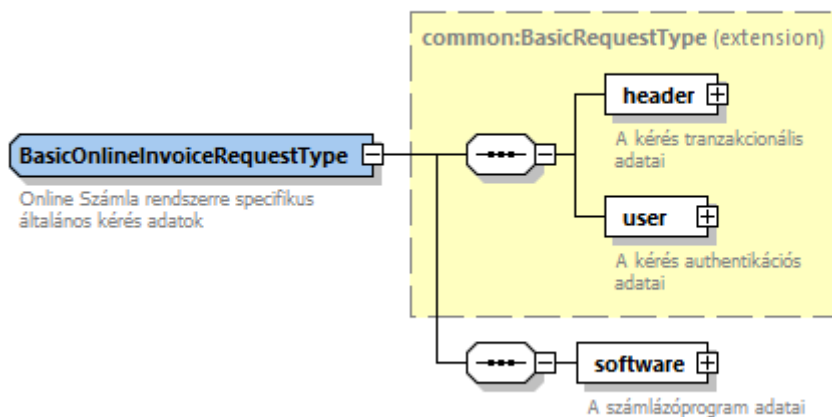 common:BasicRequestType (extension)
header
A kérés tranzakcionális
adatai
BasicOnlineInvoiceRequestType
Online Számla rendszerre specifikus
általános kérés adatok
user
A kérés authentikációs
adatai
software
A számlázóprogram adatai